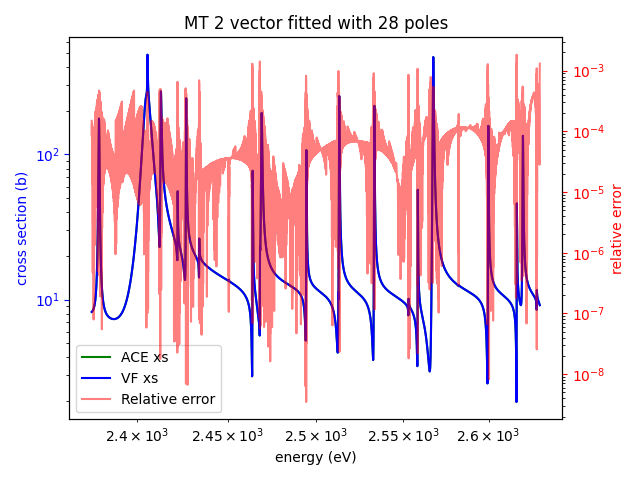 MT 2 vector fitted with 28 poles
cross section (b)
10²
10¹
relative error
10⁻³
10⁻⁴
10⁻⁵
10⁻⁶
10⁻⁷
10⁻⁸
ACE xs
VF xs
Relative error
2.4 × 10³ 2.45 × 10³ 2.5 × 10³ 2.55 × 10³ 2.6 × 10³
energy (eV)